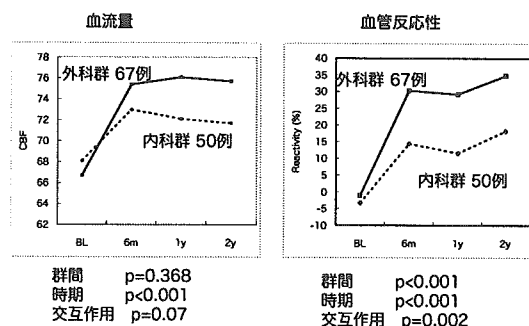 血流量
78
76
74
72
70
68
66
64
62
CBF
外科群 67例
内科群 50例
BL 6m 1y 2y
群間 p=0.368
時期 p<0.001
交互作用 p=0.07
血管反応性
40
35
30
25
20
15
10
5
0
-5
-10
Reactivity (%)
外科群 67例
内科群 50例
BL 6m 1y 2y
群間 p<0.001
時期 p<0.001
交互作用 p=0.002